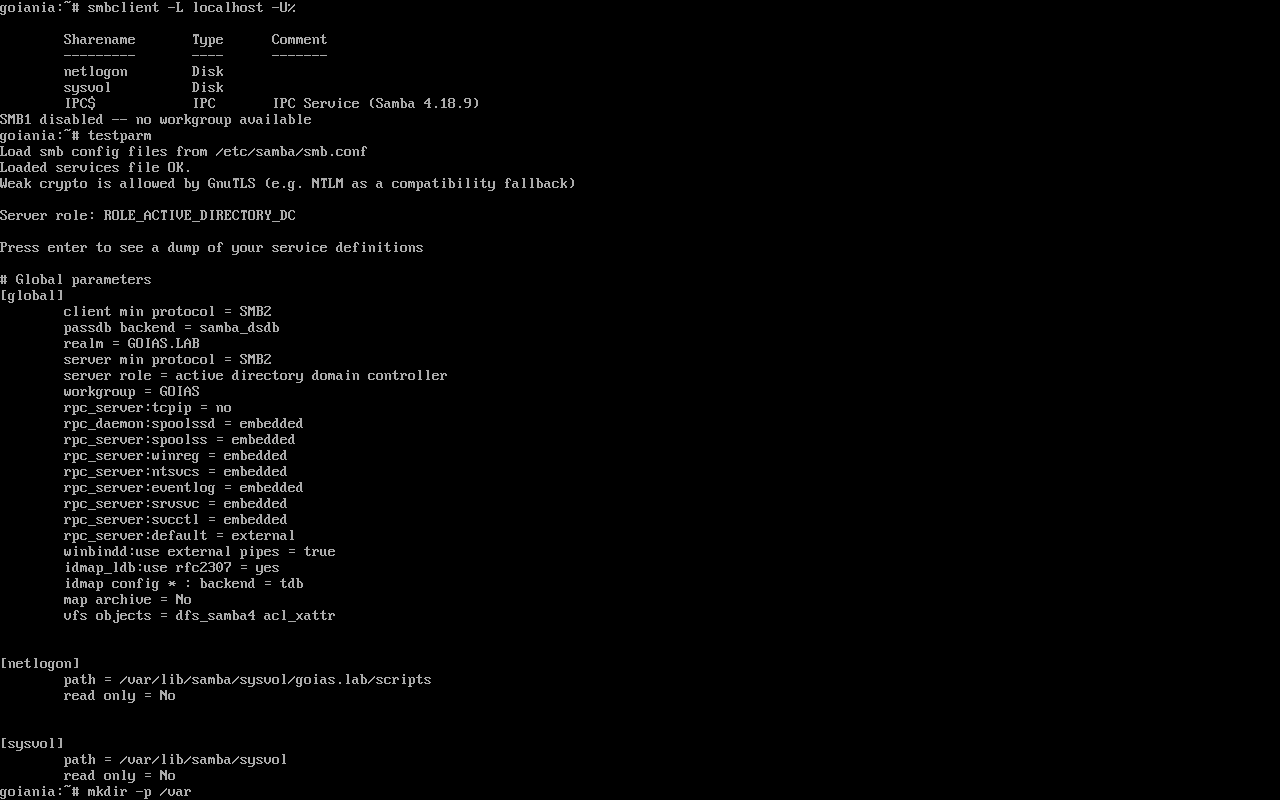 goiania:~# smbclient -L localhost -U%
Sharename       Type      Comment
---------       ----      -------
netlogon        Disk
sysvol          Disk
IPC$            IPC       IPC Service (Samba 4.18.9)
SMB1 disabled -- no workgroup available
goiania:~# testparm
Load smb config files from /etc/samba/smb.conf
Loaded services file OK.
Weak crypto is allowed by GnuTLS (e.g. NTLM as a compatibility fallback)
Server role: ROLE_ACTIVE_DIRECTORY_DC
Press enter to see a dump of your service definitions
# Global parameters
[global]
client min protocol = SMB2
passdb backend = samba_dsdb
realm = GOIAS.LAB
server min protocol = SMB2
server role = active directory domain controller
workgroup = GOIAS
rpc_server:tcpip = no
rpc_daemon:spoolssd = embedded
rpc_server:spoolss = embedded
rpc_server:winreg = embedded
rpc_server:ntsvcs = embedded
rpc_server:eventlog = embedded
rpc_server:srvsvc = embedded
rpc_server:svcctl = embedded
rpc_server:default = external
winbindd:use external pipes = true
idmap_ldb:use rfc2307 = yes
idmap config * : backend = tdb
map archive = No
vfs objects = dfs_samba4 acl_xattr
[netlogon]
path = /var/lib/samba/sysvol/goias.lab/scripts
read only = No
[sysvol]
path = /var/lib/samba/sysvol
read only = No
goiania:~# mkdir -p /var